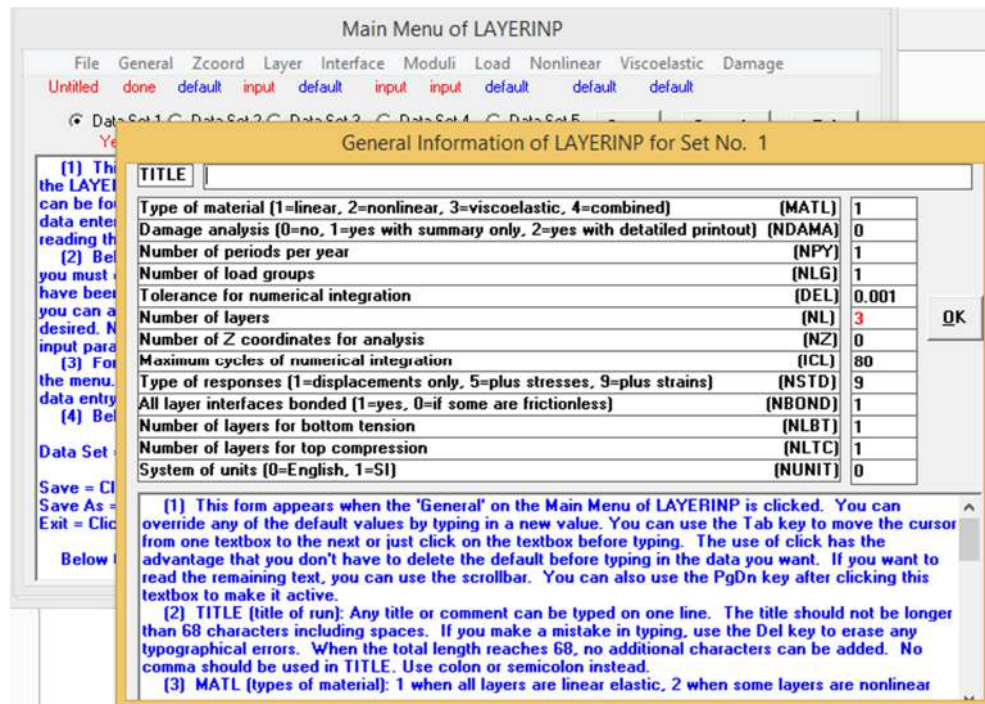 Main Menu of LAYERINP
File General Zcoord Layer Interface Moduli Load Nonlinear Viscoelastic Damage
Untitled done default input default input input default default default
Data Set 1 Data Set 2 Data Set 3 Data Set 4 Data Set 5
Ye
General Information of LAYERINP for Set No. 1
(1) Thi
the LAYE
can be fo
data ente
reading th
(2) Bel
you must
have bee
you can a
desired. N
input para
(3) For
the menu.
data entry
(4) Bel
Data Set
Save = Cl
Save As =
Exit = Clic
Below
TITLE
Type of material (1=linear, 2=nonlinear, 3=viscoelastic, 4=combined) (MATL) 1
Damage analysis (0=no, 1=yes with summary only, 2=yes with detatiled printout) (NDAMA) 0
Number of periods per year (NPY) 1
Number of load groups (NLG) 1
Tolerance for numerical integration (DEL) 0.001
Number of layers (NL) 3
Number of Z coordinates for analysis (NZ) 0
Maximum cycles of numerical integration (ICL) 80
Type of responses (1=displacements only, 5=plus stresses, 9=plus strains) (NSTD) 9
All layer interfaces bonded (1=yes, 0=if some are frictionless) (NBOND) 1
Number of layers for bottom tension (NLBT) 1
Number of layers for top compression (NLTC) 1
System of units (0=English, 1=SI) (NUNIT) 0
OK
(1) This form appears when the 'General' on the Main Menu of LAYERINP is clicked. You can
override any of the default values by typing in a new value. You can use the Tab key to move the cursor
from one textbox to the next or just click on the textbox before typing. The use of click has the
advantage that you don't have to delete the default before typing in the data you want. If you want to
read the remaining text, you can use the scrollbar. You can also use the PgDn key after clicking this
textbox to make it active.
(2) TITLE (title of run): Any title or comment can be typed on one line. The title should not be longer
than 68 characters including spaces. If you make a mistake in typing, use the Del key to erase any
typographical errors. When the total length reaches 68, no additional characters can be added. No
comma should be used in TITLE. Use colon or semicolon instead.
(3) MATL (types of material): 1 when all layers are linear elastic, 2 when some layers are nonlinear